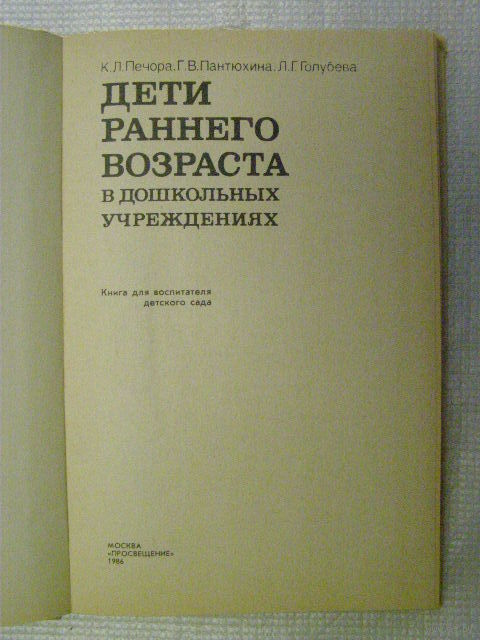 К.Л.Печора, Г.В.Пантюхина, Л.Г.Голубева
ДЕТИ
РАННЕГО
ВОЗРАСТА
В ДОШКОЛЬНЫХ
УЧРЕЖДЕНИЯХ
Книга для воспитателя
детского сада
МОСКВА
«ПРОСВЕЩЕНИЕ»
1986